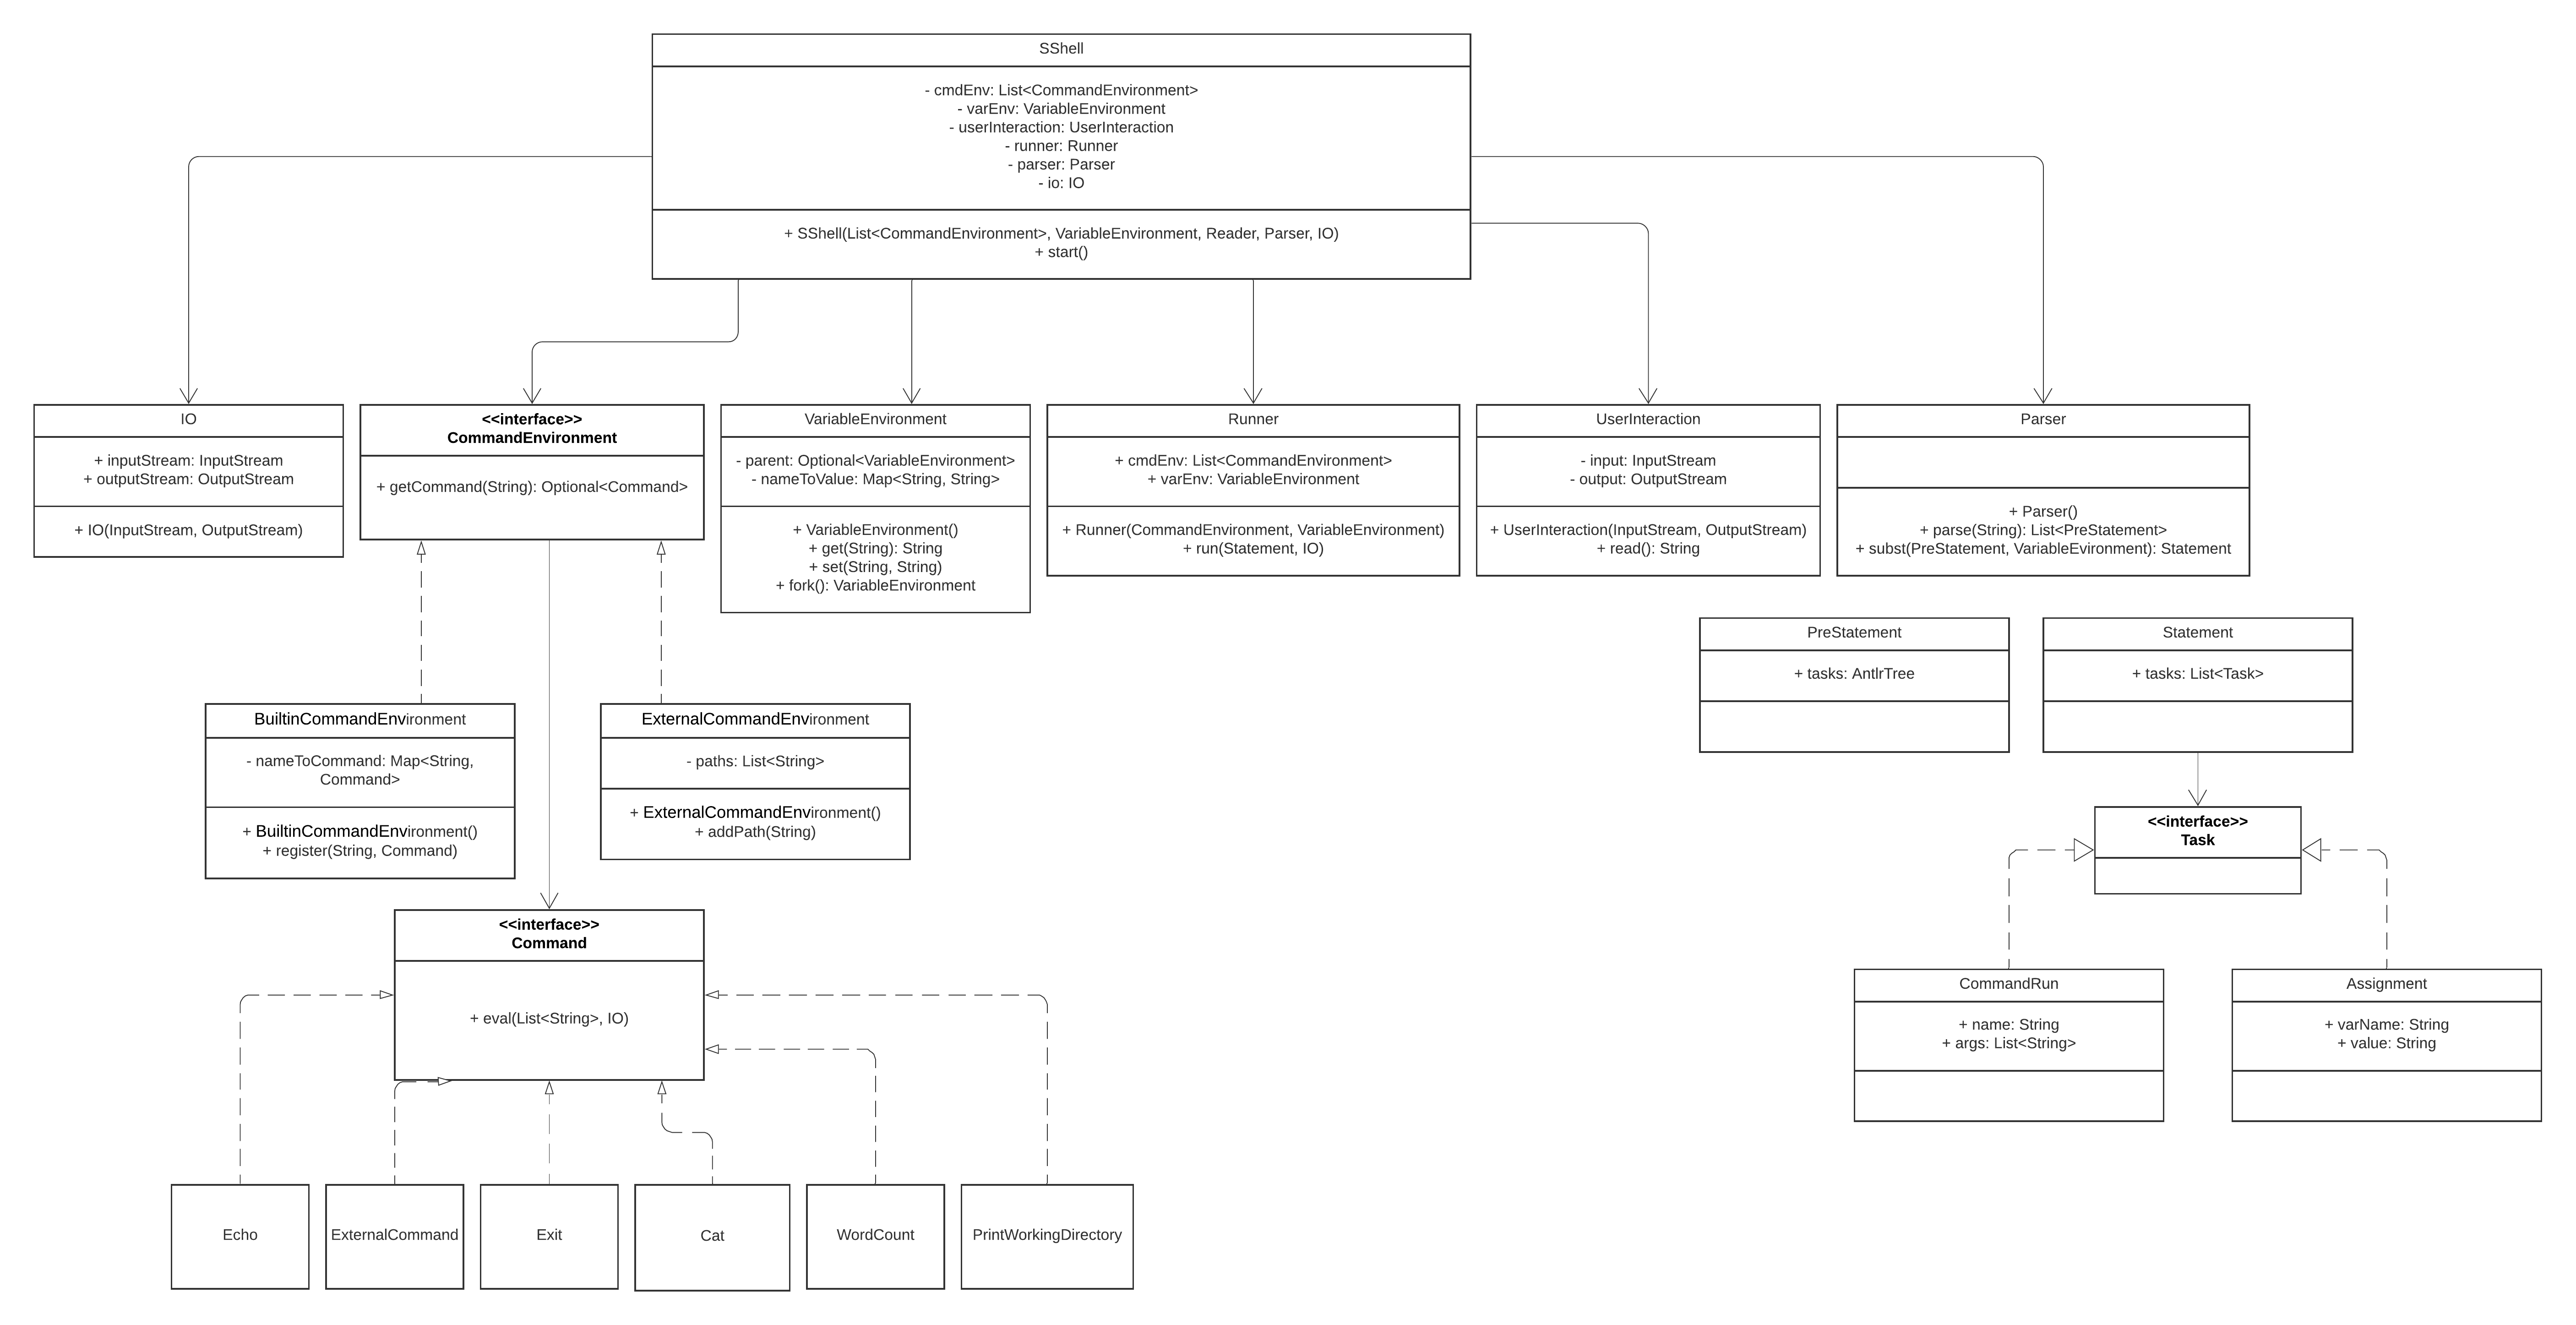 SShell
- cmdEnv: List<CommandEnvironment>
- varEnv: VariableEnvironment
- userInteraction: UserInteraction
- runner: Runner
- parser: Parser
- io: IO
+ SShell(List<CommandEnvironment>, VariableEnvironment, Reader, Parser, IO)
+ start()
IO
+ inputStream: InputStream
+ outputStream: OutputStream
+ IO(InputStream, OutputStream)
<<interface>>
CommandEnvironment
+ getCommand(String): Optional<Command>
VariableEnvironment
- parent: Optional<VariableEnvironment>
- nameToValue: Map<String, String>
+ VariableEnvironment()
+ get(String): String
+ set(String, String)
+ fork(): VariableEnvironment
Runner
+ cmdEnv: List<CommandEnvironment>
+ varEnv: VariableEnvironment
+ Runner(CommandEnvironment, VariableEnvironment)
+ run(Statement, IO)
UserInteraction
- input: InputStream
- output: OutputStream
+ UserInteraction(InputStream, OutputStream)
+ read(): String
Parser
+ Parser()
+ parse(String): List<PreStatement>
+ subst(PreStatement, VariableEvironment): Statement
PreStatement
+ tasks: AntlrTree
Statement
+ tasks: List<Task>
BuiltinCommandEnvironment
- nameToCommand: Map<String,
Command>
+ BuiltinCommandEnvironment()
+ register(String, Command)
ExternalCommandEnvironment
- paths: List<String>
+ ExternalCommandEnvironment()
+ addPath(String)
<<interface>>
Task
<<interface>>
Command
+ eval(List<String>, IO)
CommandRun
+ name: String
+ args: List<String>
Assignment
+ varName: String
+ value: String
Echo
ExternalCommand
Exit
Cat
WordCount
PrintWorkingDirectory